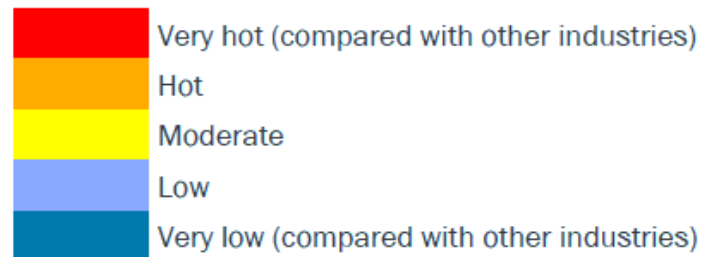 Very hot (compared with other industries)
Hot
Moderate
Low
Very low (compared with other industries)